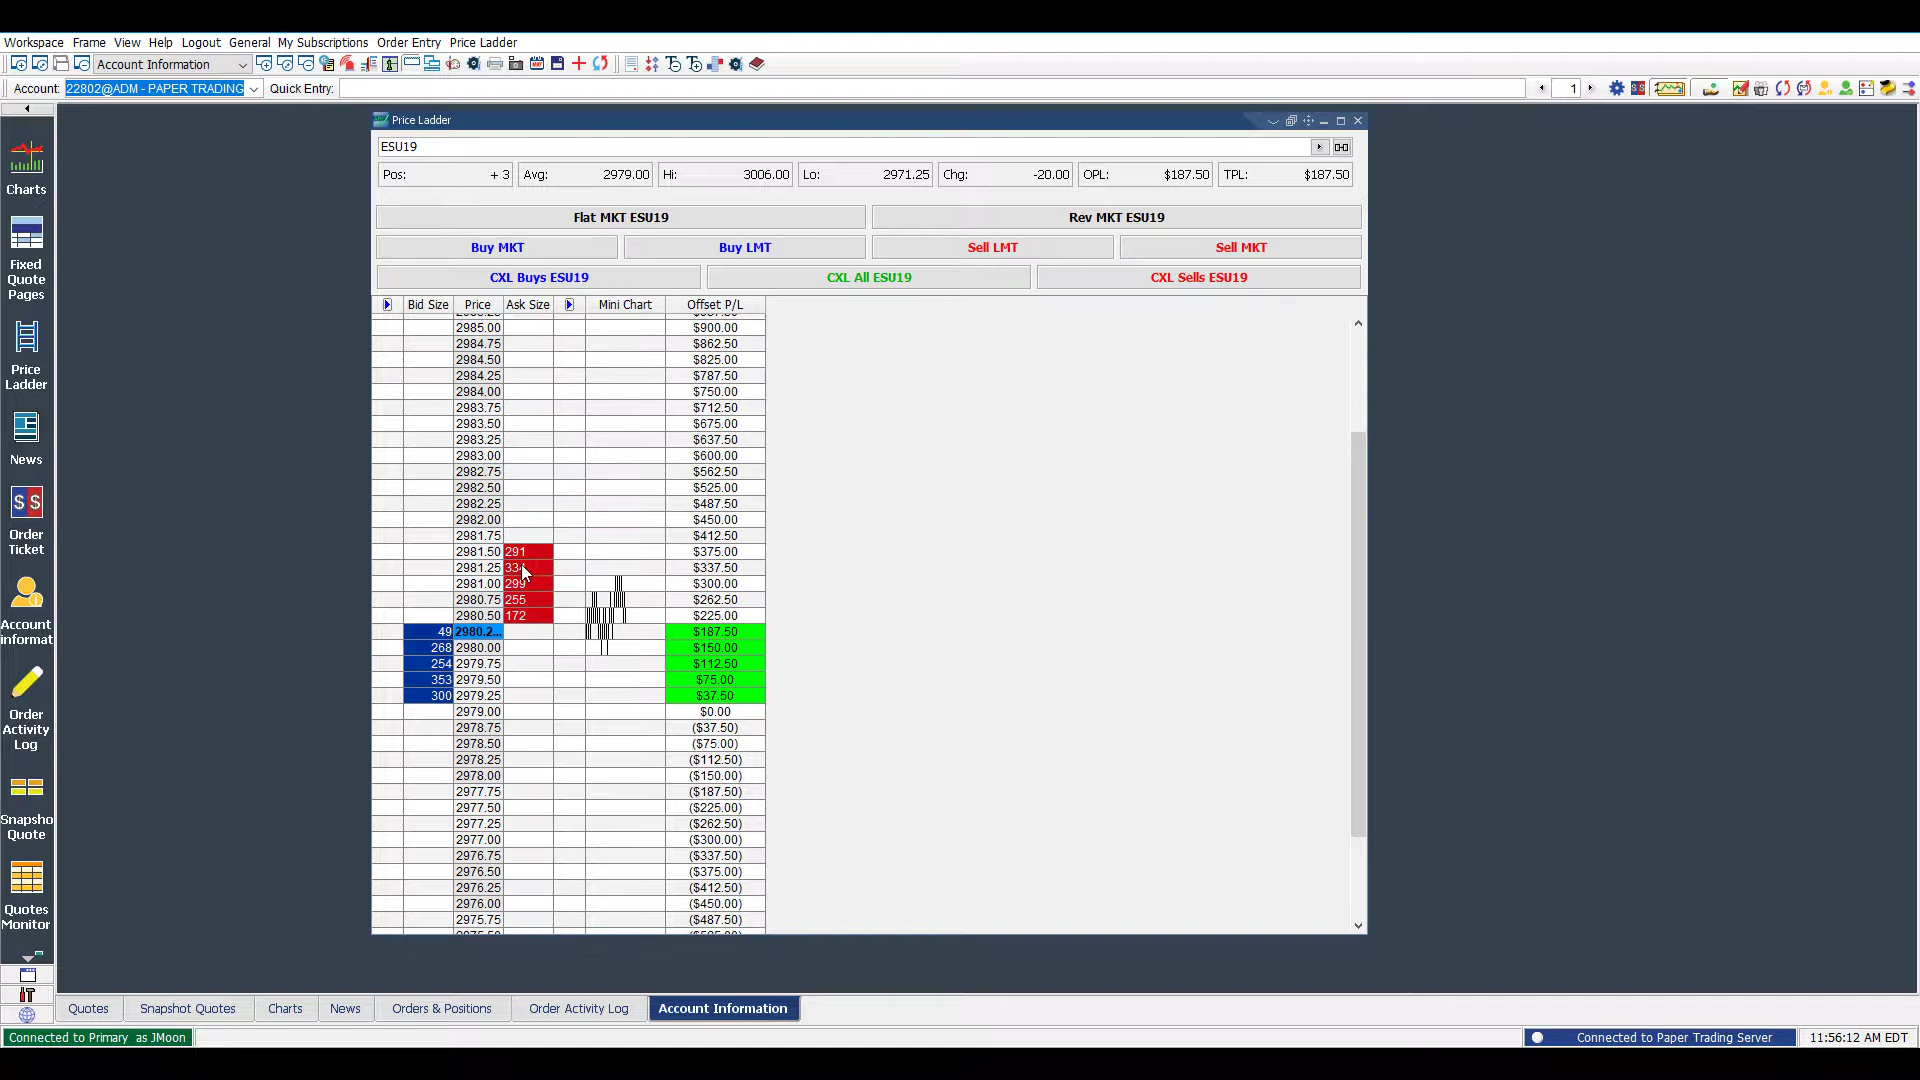 Workspace Frame View Help Logout General My Subscriptions Order Entry Price Ladder
Account Information
Account: 22802@ADM - PAPER TRADING Quick Entry: 1
Price Ladder
ESU19
Pos: + 3 Avg: 2979.00 Hi: 3006.00 Lo: 2971.25 Chg: -20.00 OPL: $187.50 TPL: $187.50
Flat MKT ESU19 Rev MKT ESU19
Buy MKT Buy LMT Sell LMT Sell MKT
CXL Buys ESU19 CXL All ESU19 CXL Sells ESU19
Bid Size Price Ask Size Mini Chart Offset P/L
2985.00 $900.00
2984.75 $862.50
2984.50 $825.00
2984.25 $787.50
2984.00 $750.00
2983.75 $712.50
2983.50 $675.00
2983.25 $637.50
2983.00 $600.00
2982.75 $562.50
2982.50 $525.00
2982.25 $487.50
2982.00 $450.00
2981.75 $412.50
2981.50 291 $375.00
2981.25 $337.50
2981.00 299 $300.00
2980.75 255 $262.50
2980.50 172 $225.00
49 2980.2... $187.50
268 2980.00 $150.00
254 2979.75 $112.50
353 2979.50 $75.00
300 2979.25 $37.50
2979.00 $0.00
2978.75 ($37.50)
2978.50 ($75.00)
2978.25 ($112.50)
2978.00 ($150.00)
2977.75 ($187.50)
2977.50 ($225.00)
2977.25 ($262.50)
2977.00 ($300.00)
2976.75 ($337.50)
2976.50 ($375.00)
2976.25 ($412.50)
2976.00 ($450.00)
2975.75 ($487.50)
Charts
Fixed
Quote
Pages
Price
Ladder
News
$ $
Order
Ticket
Account
Informat
Order
Activity
Log
Snapsho
Quote
Quotes
Monitor
Quotes Snapshot Quotes Charts News Orders & Positions Order Activity Log Account Information
Connected to Primary as JMoon Connected to Paper Trading Server 11:56:12 AM EDT